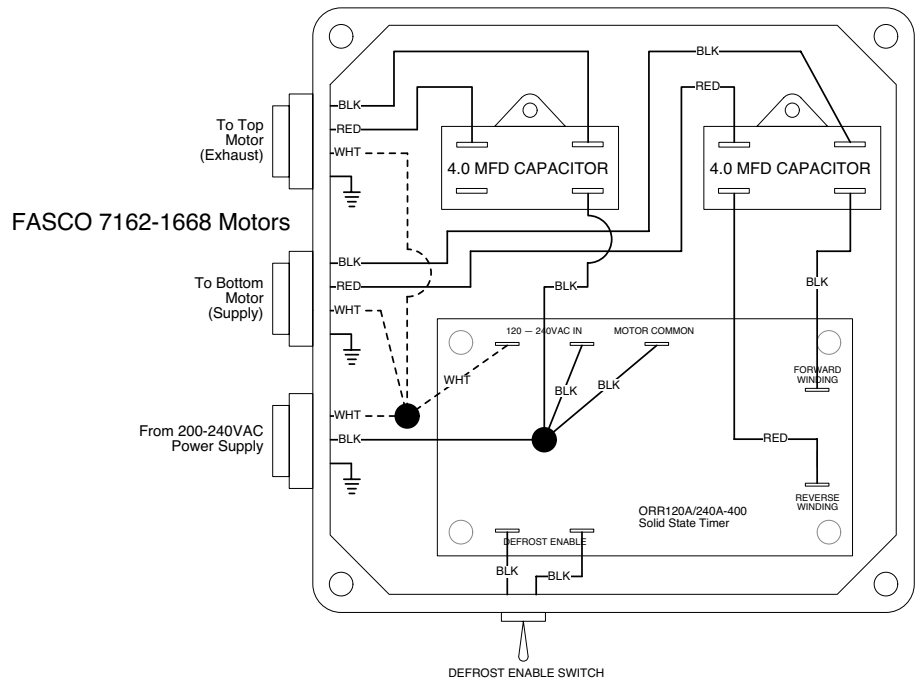 BLK
BLK
RED
BLK
RED
WHT
To Top
Motor
(Exhaust)
4.0 MFD CAPACITOR
4.0 MFD CAPACITOR
FASCO 7162-1668 Motors
BLK
RED
WHT
To Bottom
Motor
(Supply)
BLK
BLK
120 — 240VAC IN
MOTOR COMMON
WHT
BLK
BLK
FORWARD
WINDING
WHT
BLK
From 200-240VAC
Power Supply
RED
REVERSE
WINDING
ORR120A/240A-400
Solid State Timer
DEFROST ENABLE
BLK
BLK
DEFROST ENABLE SWITCH